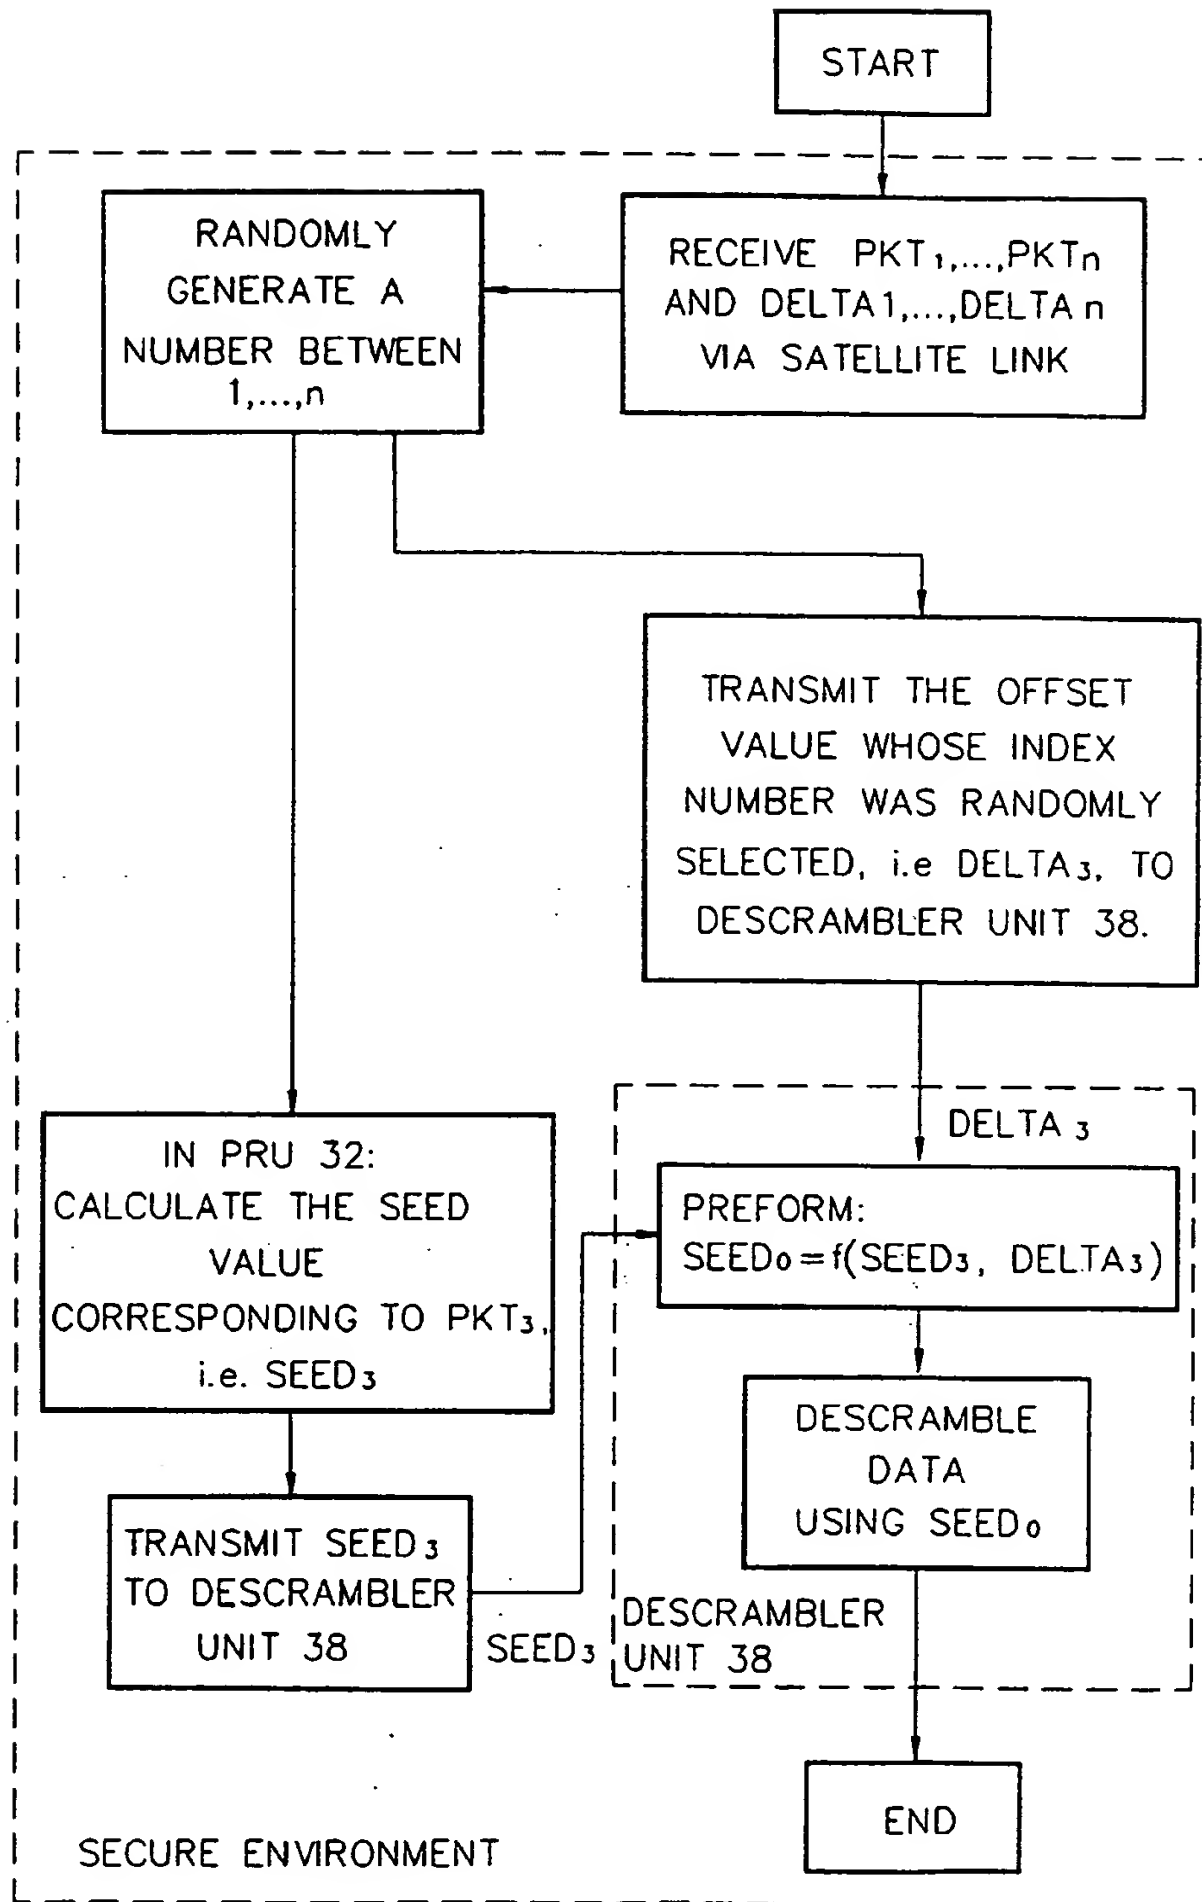 START
RECEIVE PKT₁,...,PKTn
AND DELTA1,...,DELTA n
VIA SATELLITE LINK
RANDOMLY
GENERATE A
NUMBER BETWEEN
1,...,n
TRANSMIT THE OFFSET
VALUE WHOSE INDEX
NUMBER WAS RANDOMLY
SELECTED, i.e DELTA₃, TO
DESCRAMBLER UNIT 38.
IN PRU 32:
CALCULATE THE SEED
VALUE
CORRESPONDING TO PKT₃,
i.e. SEED₃
TRANSMIT SEED₃
TO DESCRAMBLER
UNIT 38
SEED₃
DELTA ₃
PREFORM:
SEED₀ = f(SEED₃, DELTA₃)
DESCRAMBLE
DATA
USING SEED₀
DESCRAMBLER
UNIT 38
END
SECURE ENVIRONMENT